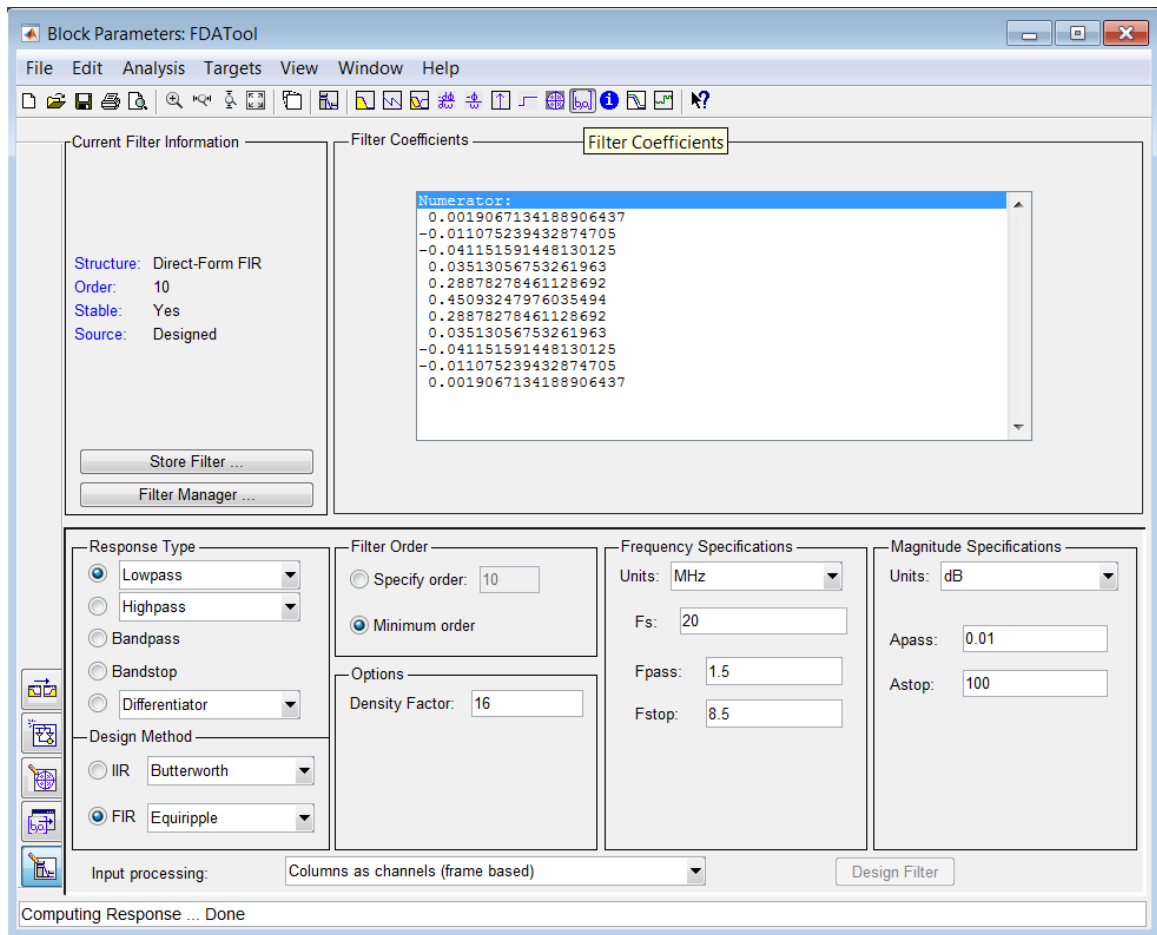 Block Parameters: FDATool
File Edit Analysis Targets View Window Help
Current Filter Information
Structure: Direct-Form FIR
Order: 10
Stable: Yes
Source: Designed
Store Filter ...
Filter Manager ...
Filter Coefficients
Filter Coefficients
Numerator:
0.0019067134188906437
-0.011075239432874705
-0.041151591448130125
0.03513056753261963
0.28878278461128692
0.45093247976035494
0.28878278461128692
0.03513056753261963
-0.041151591448130125
-0.011075239432874705
0.0019067134188906437
Response Type
Lowpass
Highpass
Bandpass
Bandstop
Differentiator
Design Method
IIR Butterworth
FIR Equiripple
Filter Order
Specify order: 10
Minimum order
Options
Density Factor: 16
Frequency Specifications
Units: MHz
Fs: 20
Fpass: 1.5
Fstop: 8.5
Magnitude Specifications
Units: dB
Apass: 0.01
Astop: 100
Input processing: Columns as channels (frame based)
Design Filter
Computing Response ... Done